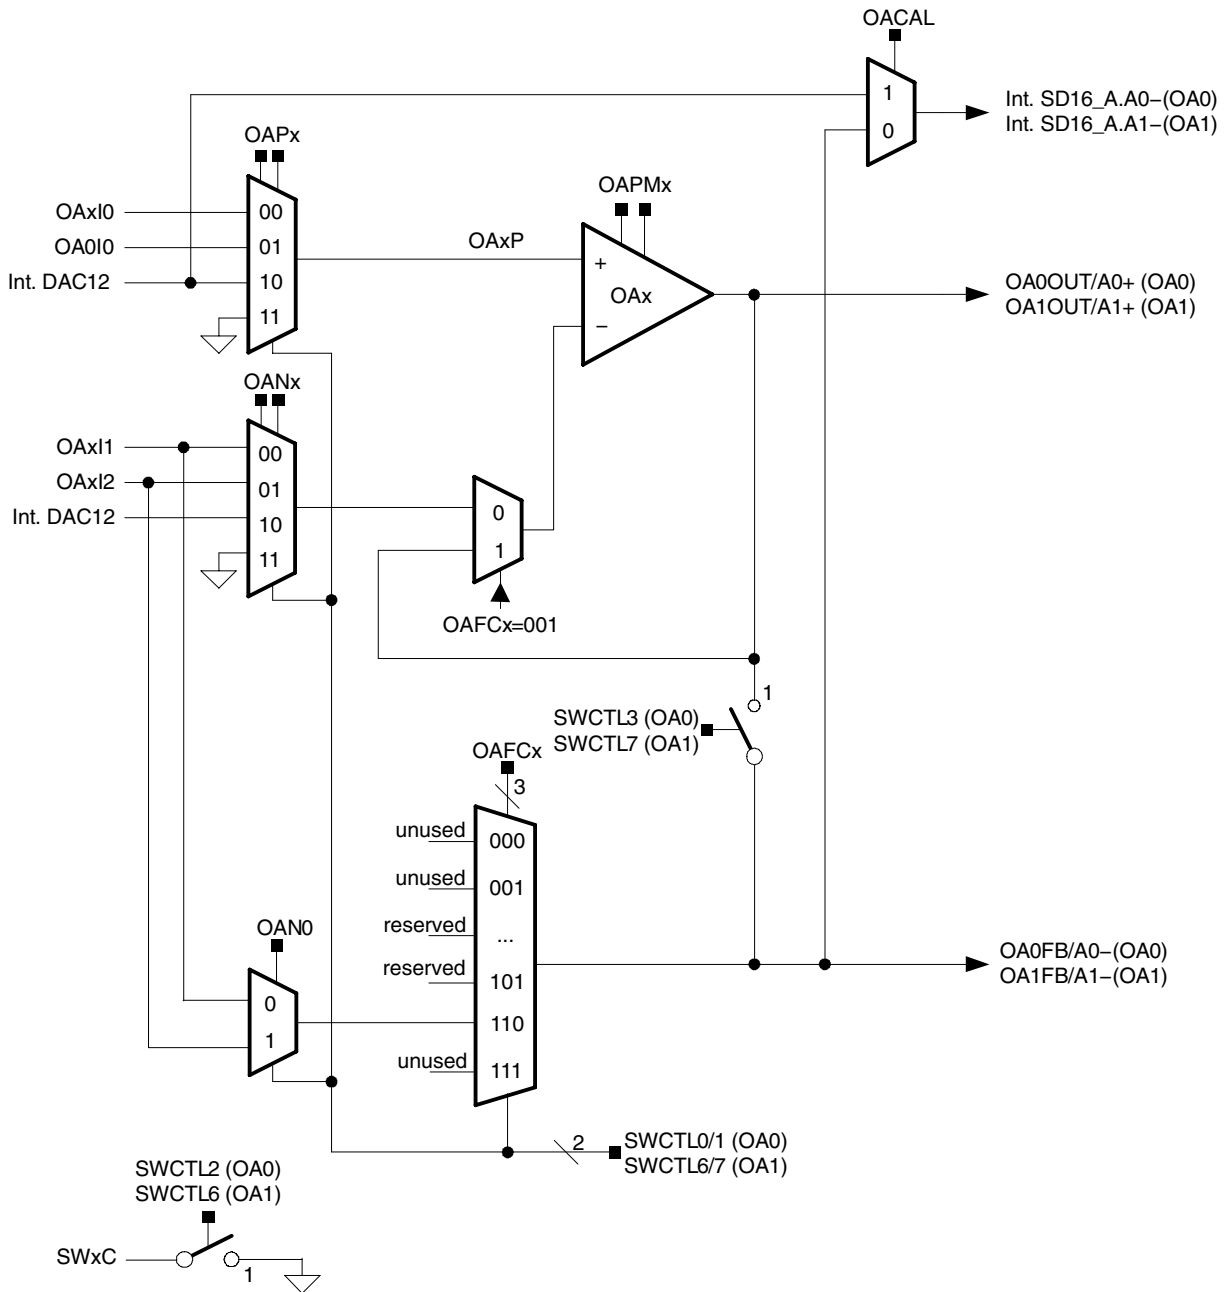 OACAL
1
0
Int. SD16_A.A0−(OA0)
Int. SD16_A.A1−(OA1)
OAPx
OAxI0
OA0I0
Int. DAC12
00
01
10
11
OAxP
OAPMx
+
OAx
−
OA0OUT/A0+ (OA0)
OA1OUT/A1+ (OA1)
OANx
OAxI1
OAxI2
Int. DAC12
00
01
10
11
0
1
OAFCx=001
1
SWCTL3 (OA0)
SWCTL7 (OA1)
OAFCx
3
unused
000
unused
001
reserved
...
reserved
101
110
unused
111
OAN0
0
1
OA0FB/A0−(OA0)
OA1FB/A1−(OA1)
2
SWCTL0/1 (OA0)
SWCTL6/7 (OA1)
SWCTL2 (OA0)
SWCTL6 (OA1)
SWxC
1